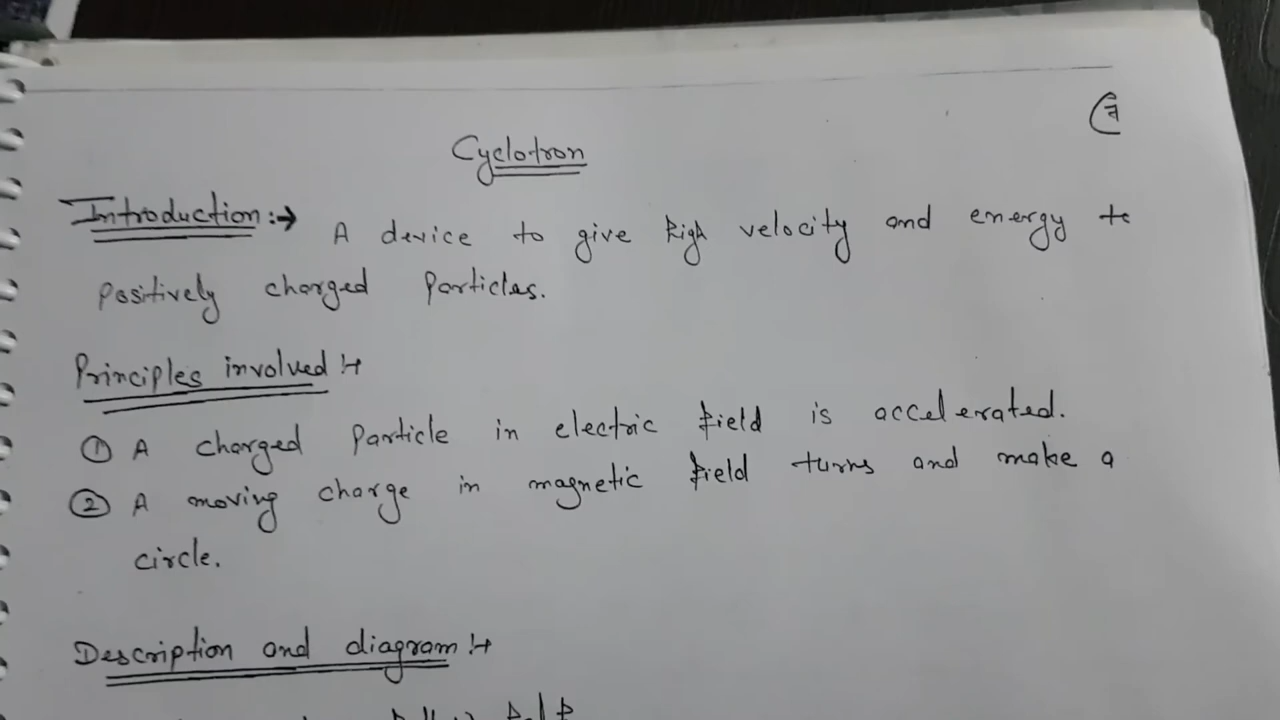 Cyclotron
Introduction:→ A device to give high velocity and energy to
positively charged Particles.
Principles involved :→
① A charged Particle in electric field is accelerated.
② A moving charge in magnetic field turns and make a
circle.
Description and diagram :→